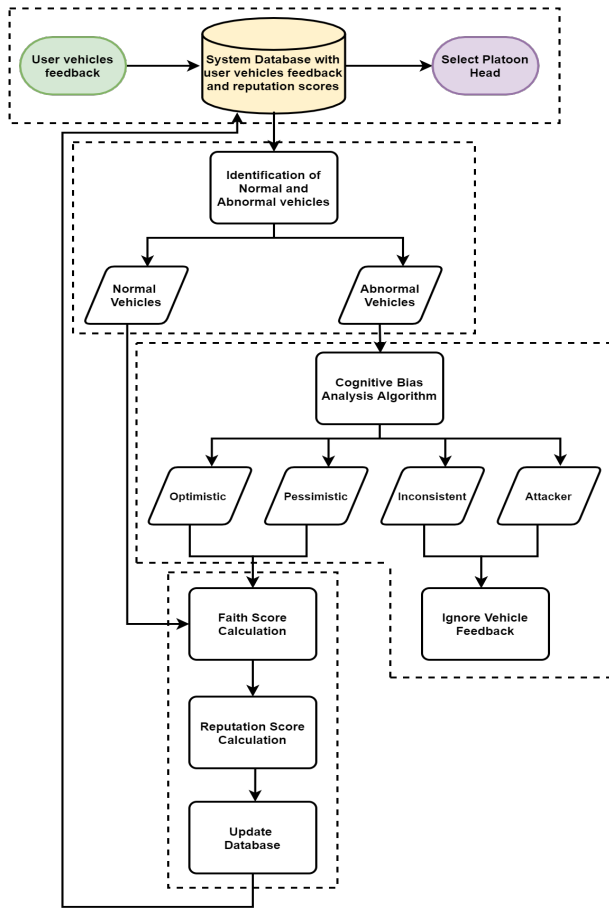 User vehicles
feedback
System Database with
user vehicles feedback
and reputation scores
Select Platoon
Head
Identification of
Normal and
Abnormal vehicles
Normal
Vehicles
Abnormal
Vehicles
Cognitive Bias
Analysis Algorithm
Optimistic
Pessimistic
Inconsistent
Attacker
Faith Score
Calculation
Ignore Vehicle
Feedback
Reputation Score
Calculation
Update
Database